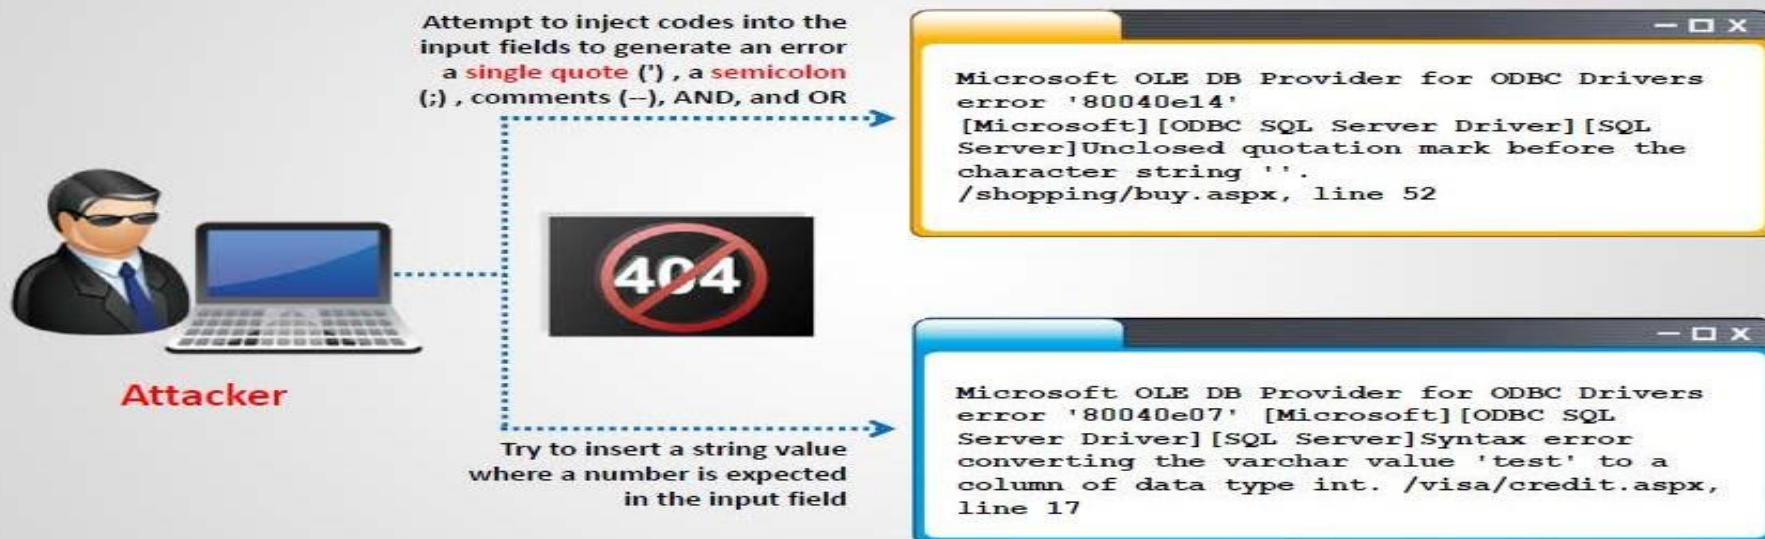 Attempt to inject codes into the
input fields to generate an error
a single quote (') , a semicolon
(;) , comments (--), AND, and OR
Microsoft OLE DB Provider for ODBC Drivers
error '80040e14'
[Microsoft][ODBC SQL Server Driver][SQL
Server]Unclosed quotation mark before the
character string ''.
/shopping/buy.aspx, line 52
404
Attacker
Try to insert a string value
where a number is expected
in the input field
Microsoft OLE DB Provider for ODBC Drivers
error '80040e07' [Microsoft][ODBC SQL
Server Driver][SQL Server]Syntax error
converting the varchar value 'test' to a
column of data type int. /visa/credit.aspx,
line 17